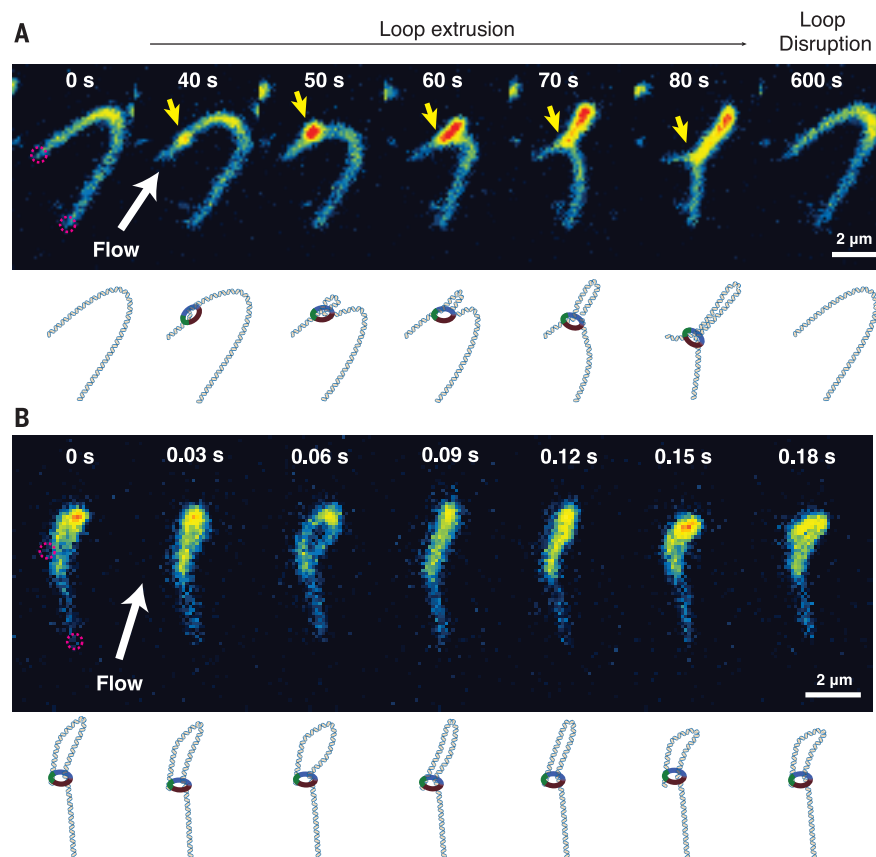 A
Loop extrusion
Loop
Disruption
0 s 40 s 50 s 60 s 70 s 80 s 600 s
Flow
2 µm
B
0 s 0.03 s 0.06 s 0.09 s 0.12 s 0.15 s 0.18 s
Flow
2 µm